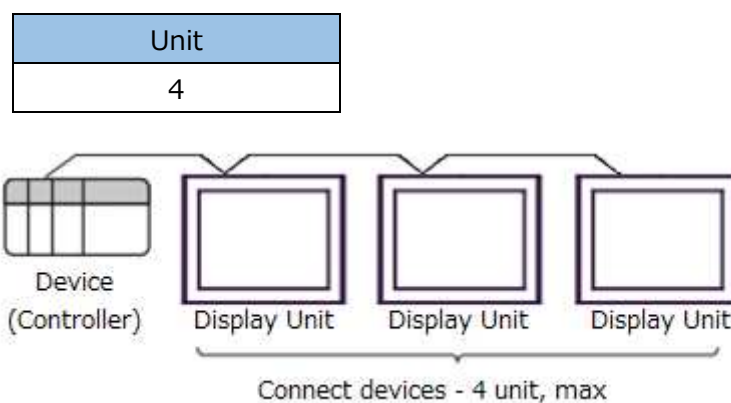 Unit
4
Device
(Controller)
Display Unit
Display Unit
Display Unit
Connect devices - 4 unit, max